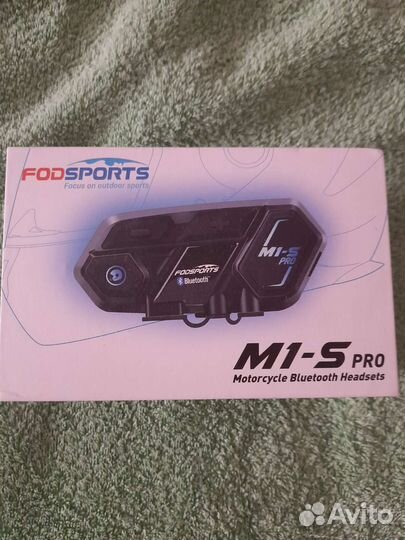 FODSPORTS
Focus on outdoor sports
M1-S
PRO
FODSPORTS
Bluetooth
M1-S PRO
Motorcycle Bluetooth Headsets
Avito